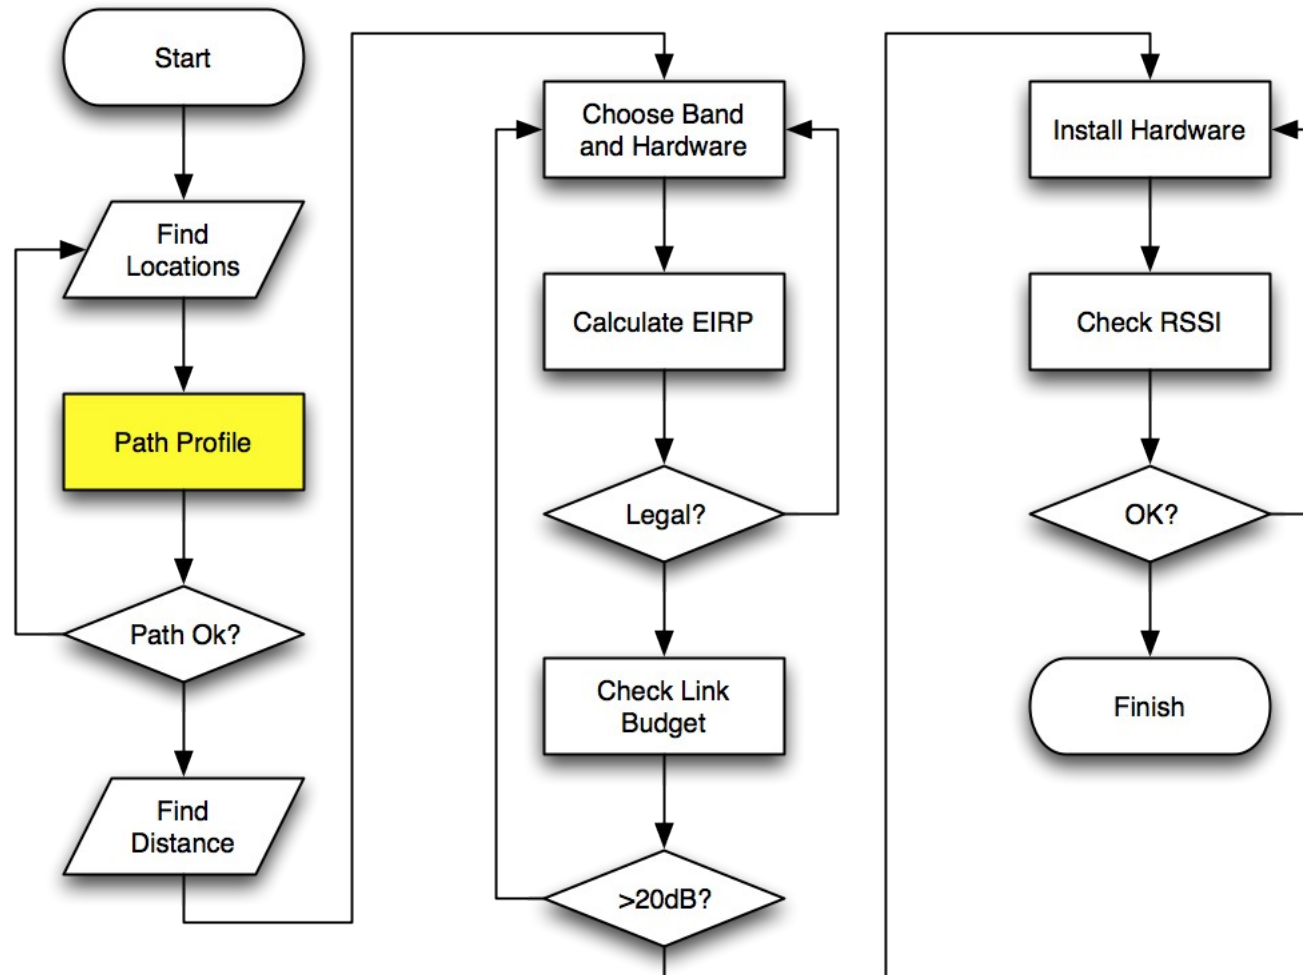 Start
Find
Locations
Path Profile
Path Ok?
Find
Distance
Choose Band
and Hardware
Calculate EIRP
Legal?
Check Link
Budget
>20dB?
Install Hardware
Check RSSI
OK?
Finish